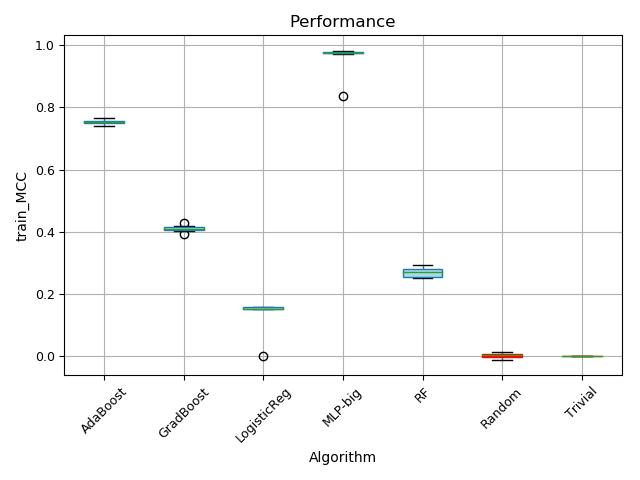 Performance
1.0
0.8
0.6
0.4
0.2
0.0
train_MCC
AdaBoost
GradBoost
LogisticReg
MLP-big
RF
Random
Trivial
Algorithm